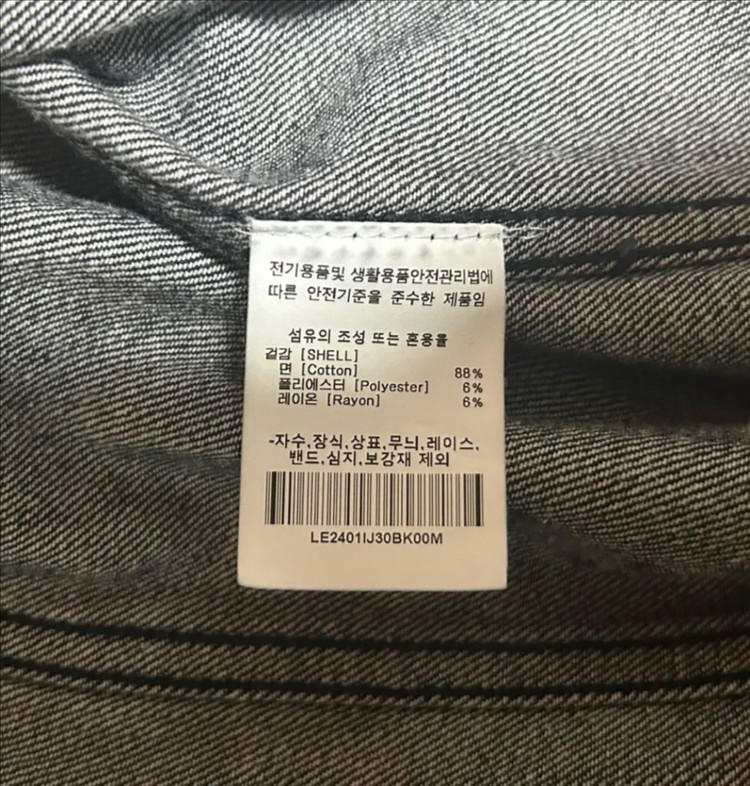 전기용품및 생활용품안전관리법에
따른 안전기준을 준수한 제품임
섬유의 조성 또는 혼용율
겉감 [SHELL]
면 [Cotton] 88%
폴리에스터 [Polyester] 6%
레이온 [Rayon] 6%
-자수,장식,상표,무늬,레이스,
밴드,심지,보강재 제외
LE2401IJ30BK00M